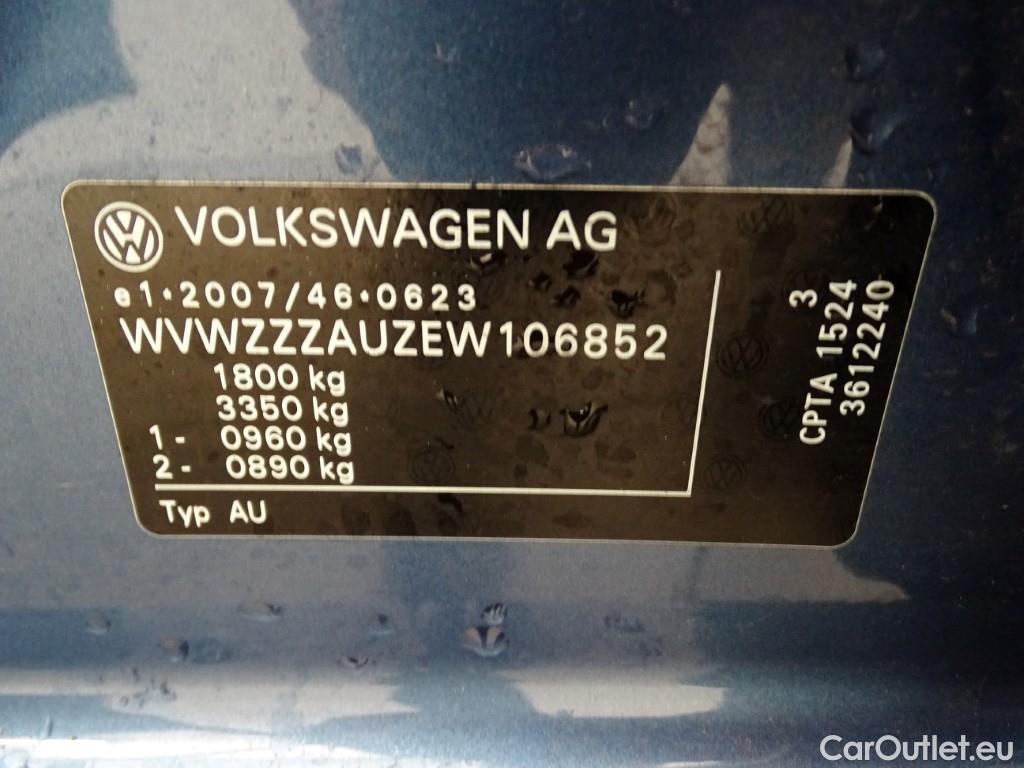 VOLKSWAGEN AG
e1*2007/46*0623
WVWZZZAUZEW106852
1800 kg
3350 kg
1- 0960 kg
2- 0890 kg
Typ AU
3
CPTA 1524
3612240
CarOutlet.eu